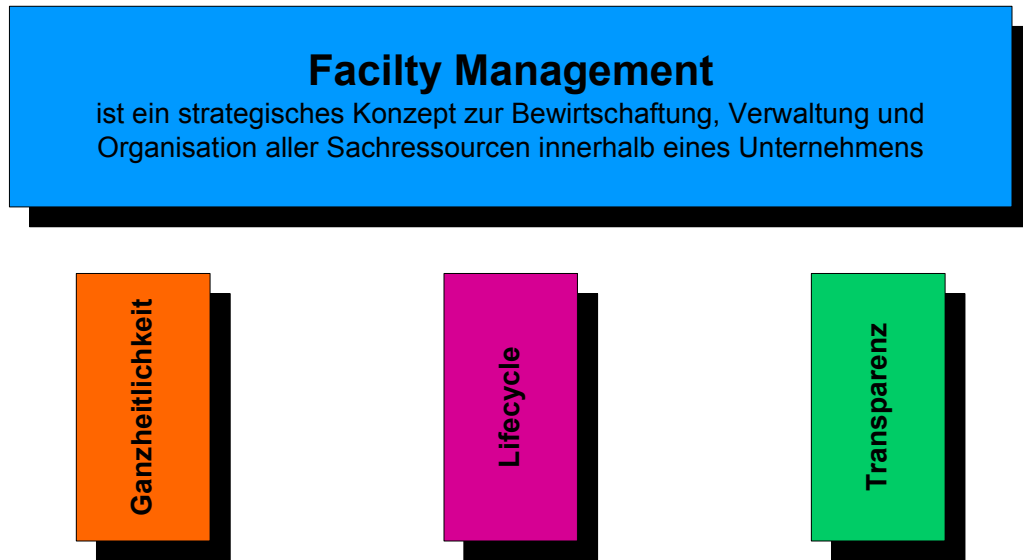 Facilty Management
ist ein strategisches Konzept zur Bewirtschaftung, Verwaltung und
Organisation aller Sachressourcen innerhalb eines Unternehmens
Ganzheitlichkeit
Lifecycle
Transparenz